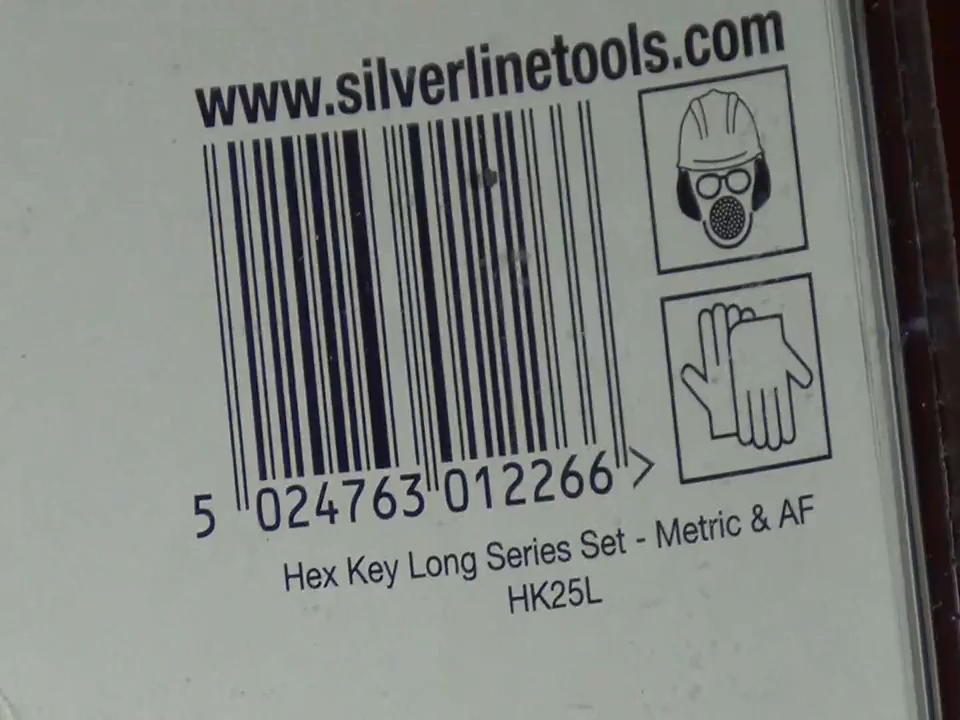 www.silverlinetools.com
5 024763 012266 >
Hex Key Long Series Set - Metric & AF
HK25L